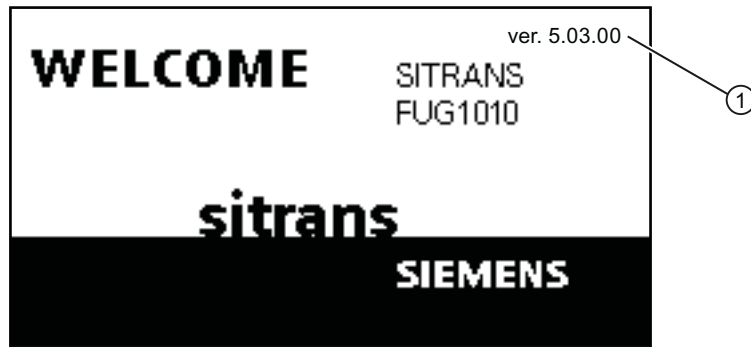 ver. 5.03.00
WELCOME
SITRANS
FUG1010
sitrans
SIEMENS
1